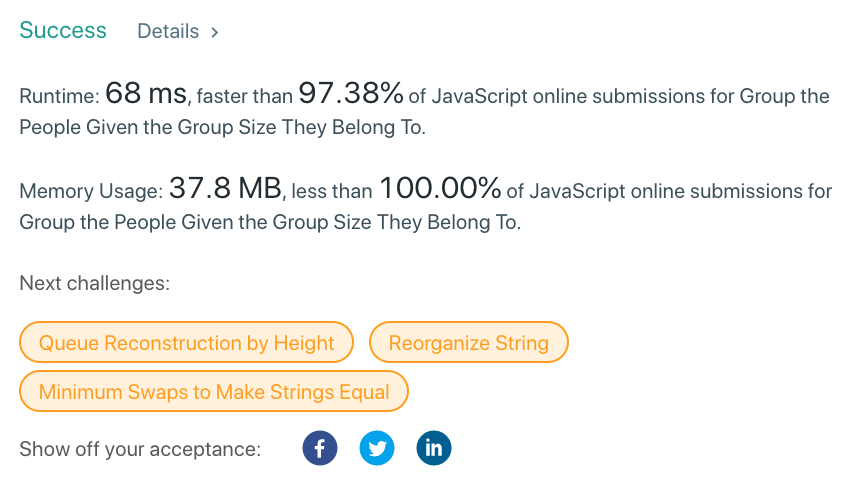 Success Details >
Runtime: 68 ms, faster than 97.38% of JavaScript online submissions for Group the
People Given the Group Size They Belong To.
Memory Usage: 37.8 MB, less than 100.00% of JavaScript online submissions for
Group the People Given the Group Size They Belong To.
Next challenges:
Queue Reconstruction by Height Reorganize String
Minimum Swaps to Make Strings Equal
Show off your acceptance: f in